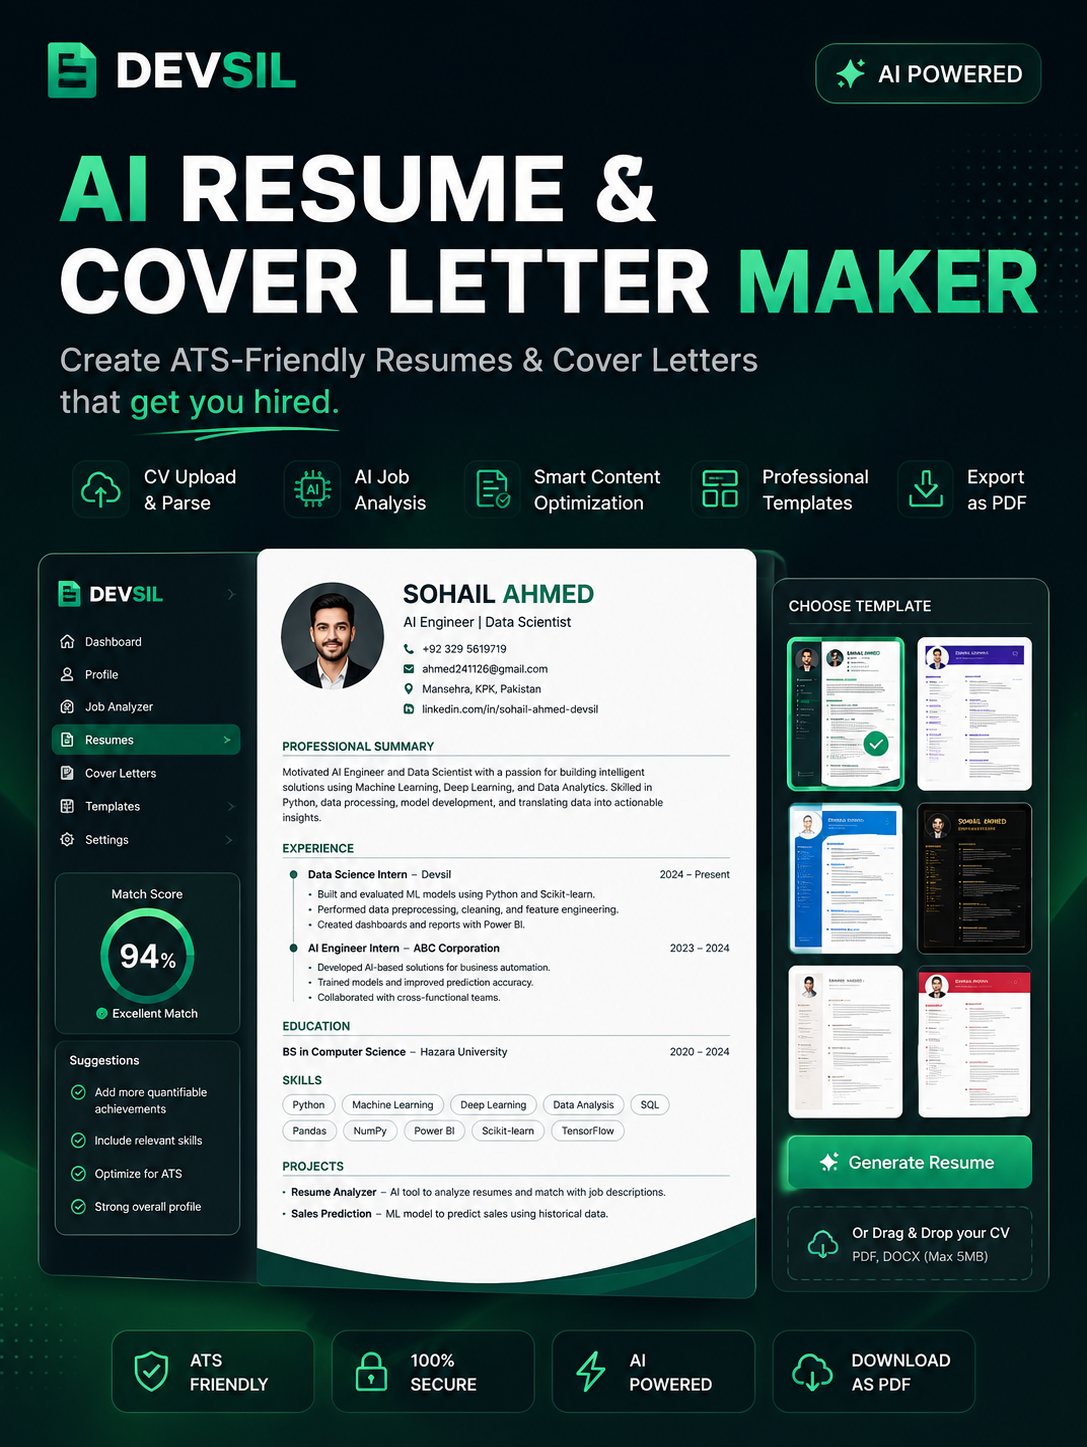 DEVSIL
AI POWERED
AI RESUME &
COVER LETTER MAKER
Create ATS-Friendly Resumes & Cover Letters
that get you hired.
CV Upload
& Parse
AI Job
Analysis
Smart Content
Optimization
Professional
Templates
Export
as PDF
DEVSIL
Dashboard
Profile
Job Analyzer
Resumes
Cover Letters
Templates
Settings
Match Score
94%
Excellent Match
Suggestions
Add more quantifiable
achievements
Include relevant skills
Optimize for ATS
Strong overall profile
SOHAIL AHMED
AI Engineer | Data Scientist
+92 329 5619719
ahmed241126@gmail.com
Mansehra, KPK, Pakistan
linkedin.com/in/sohail-ahmed-devsil
PROFESSIONAL SUMMARY
Motivated AI Engineer and Data Scientist with a passion for building intelligent
solutions using Machine Learning, Deep Learning, and Data Analytics. Skilled in
Python, data processing, model development, and translating data into actionable
insights.
EXPERIENCE
Data Science Intern – Devsil 2024 – Present
• Built and evaluated ML models using Python and Scikit-learn.
• Performed data preprocessing, cleaning, and feature engineering.
• Created dashboards and reports with Power BI.
AI Engineer Intern – ABC Corporation 2023 – 2024
• Developed AI-based solutions for business automation.
• Trained models and improved prediction accuracy.
• Collaborated with cross-functional teams.
EDUCATION
BS in Computer Science – Hazara University 2020 – 2024
SKILLS
Python Machine Learning Deep Learning Data Analysis SQL
Pandas NumPy Power BI Scikit-learn TensorFlow
PROJECTS
• Resume Analyzer – AI tool to analyze resumes and match with job descriptions.
• Sales Prediction – ML model to predict sales using historical data.
CHOOSE TEMPLATE
Generate Resume
Or Drag & Drop your CV
PDF, DOCX (Max 5MB)
ATS
FRIENDLY
100%
SECURE
AI
POWERED
DOWNLOAD
AS PDF